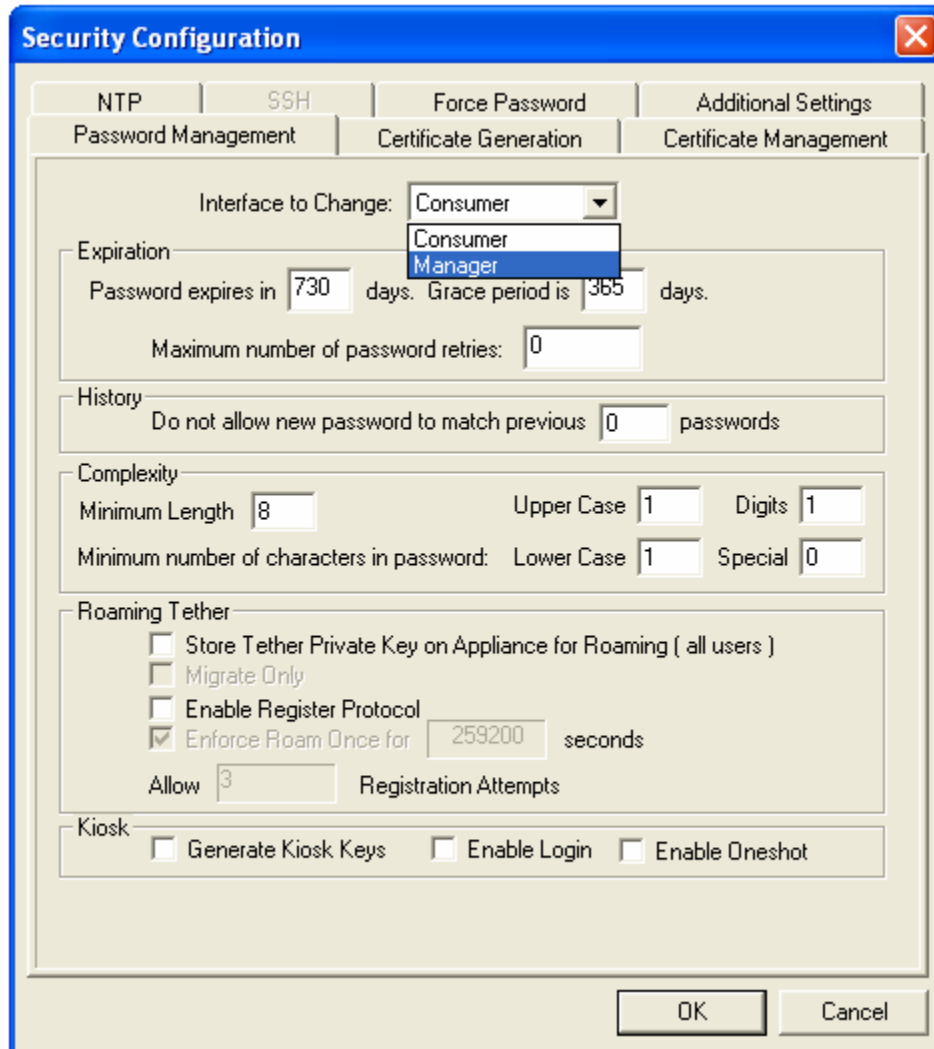 Security Configuration
NTP SSH Force Password Additional Settings
Password Management Certificate Generation Certificate Management
Interface to Change: Consumer
Consumer
Manager
Expiration
Password expires in 730 days. Grace period is 365 days.
Maximum number of password retries: 0
History
Do not allow new password to match previous 0 passwords
Complexity
Minimum Length 8 Upper Case 1 Digits 1
Minimum number of characters in password: Lower Case 1 Special 0
Roaming Tether
Store Tether Private Key on Appliance for Roaming ( all users )
Migrate Only
Enable Register Protocol
Enforce Roam Once for 259200 seconds
Allow 3 Registration Attempts
Kiosk
Generate Kiosk Keys Enable Login Enable Oneshot
OK Cancel